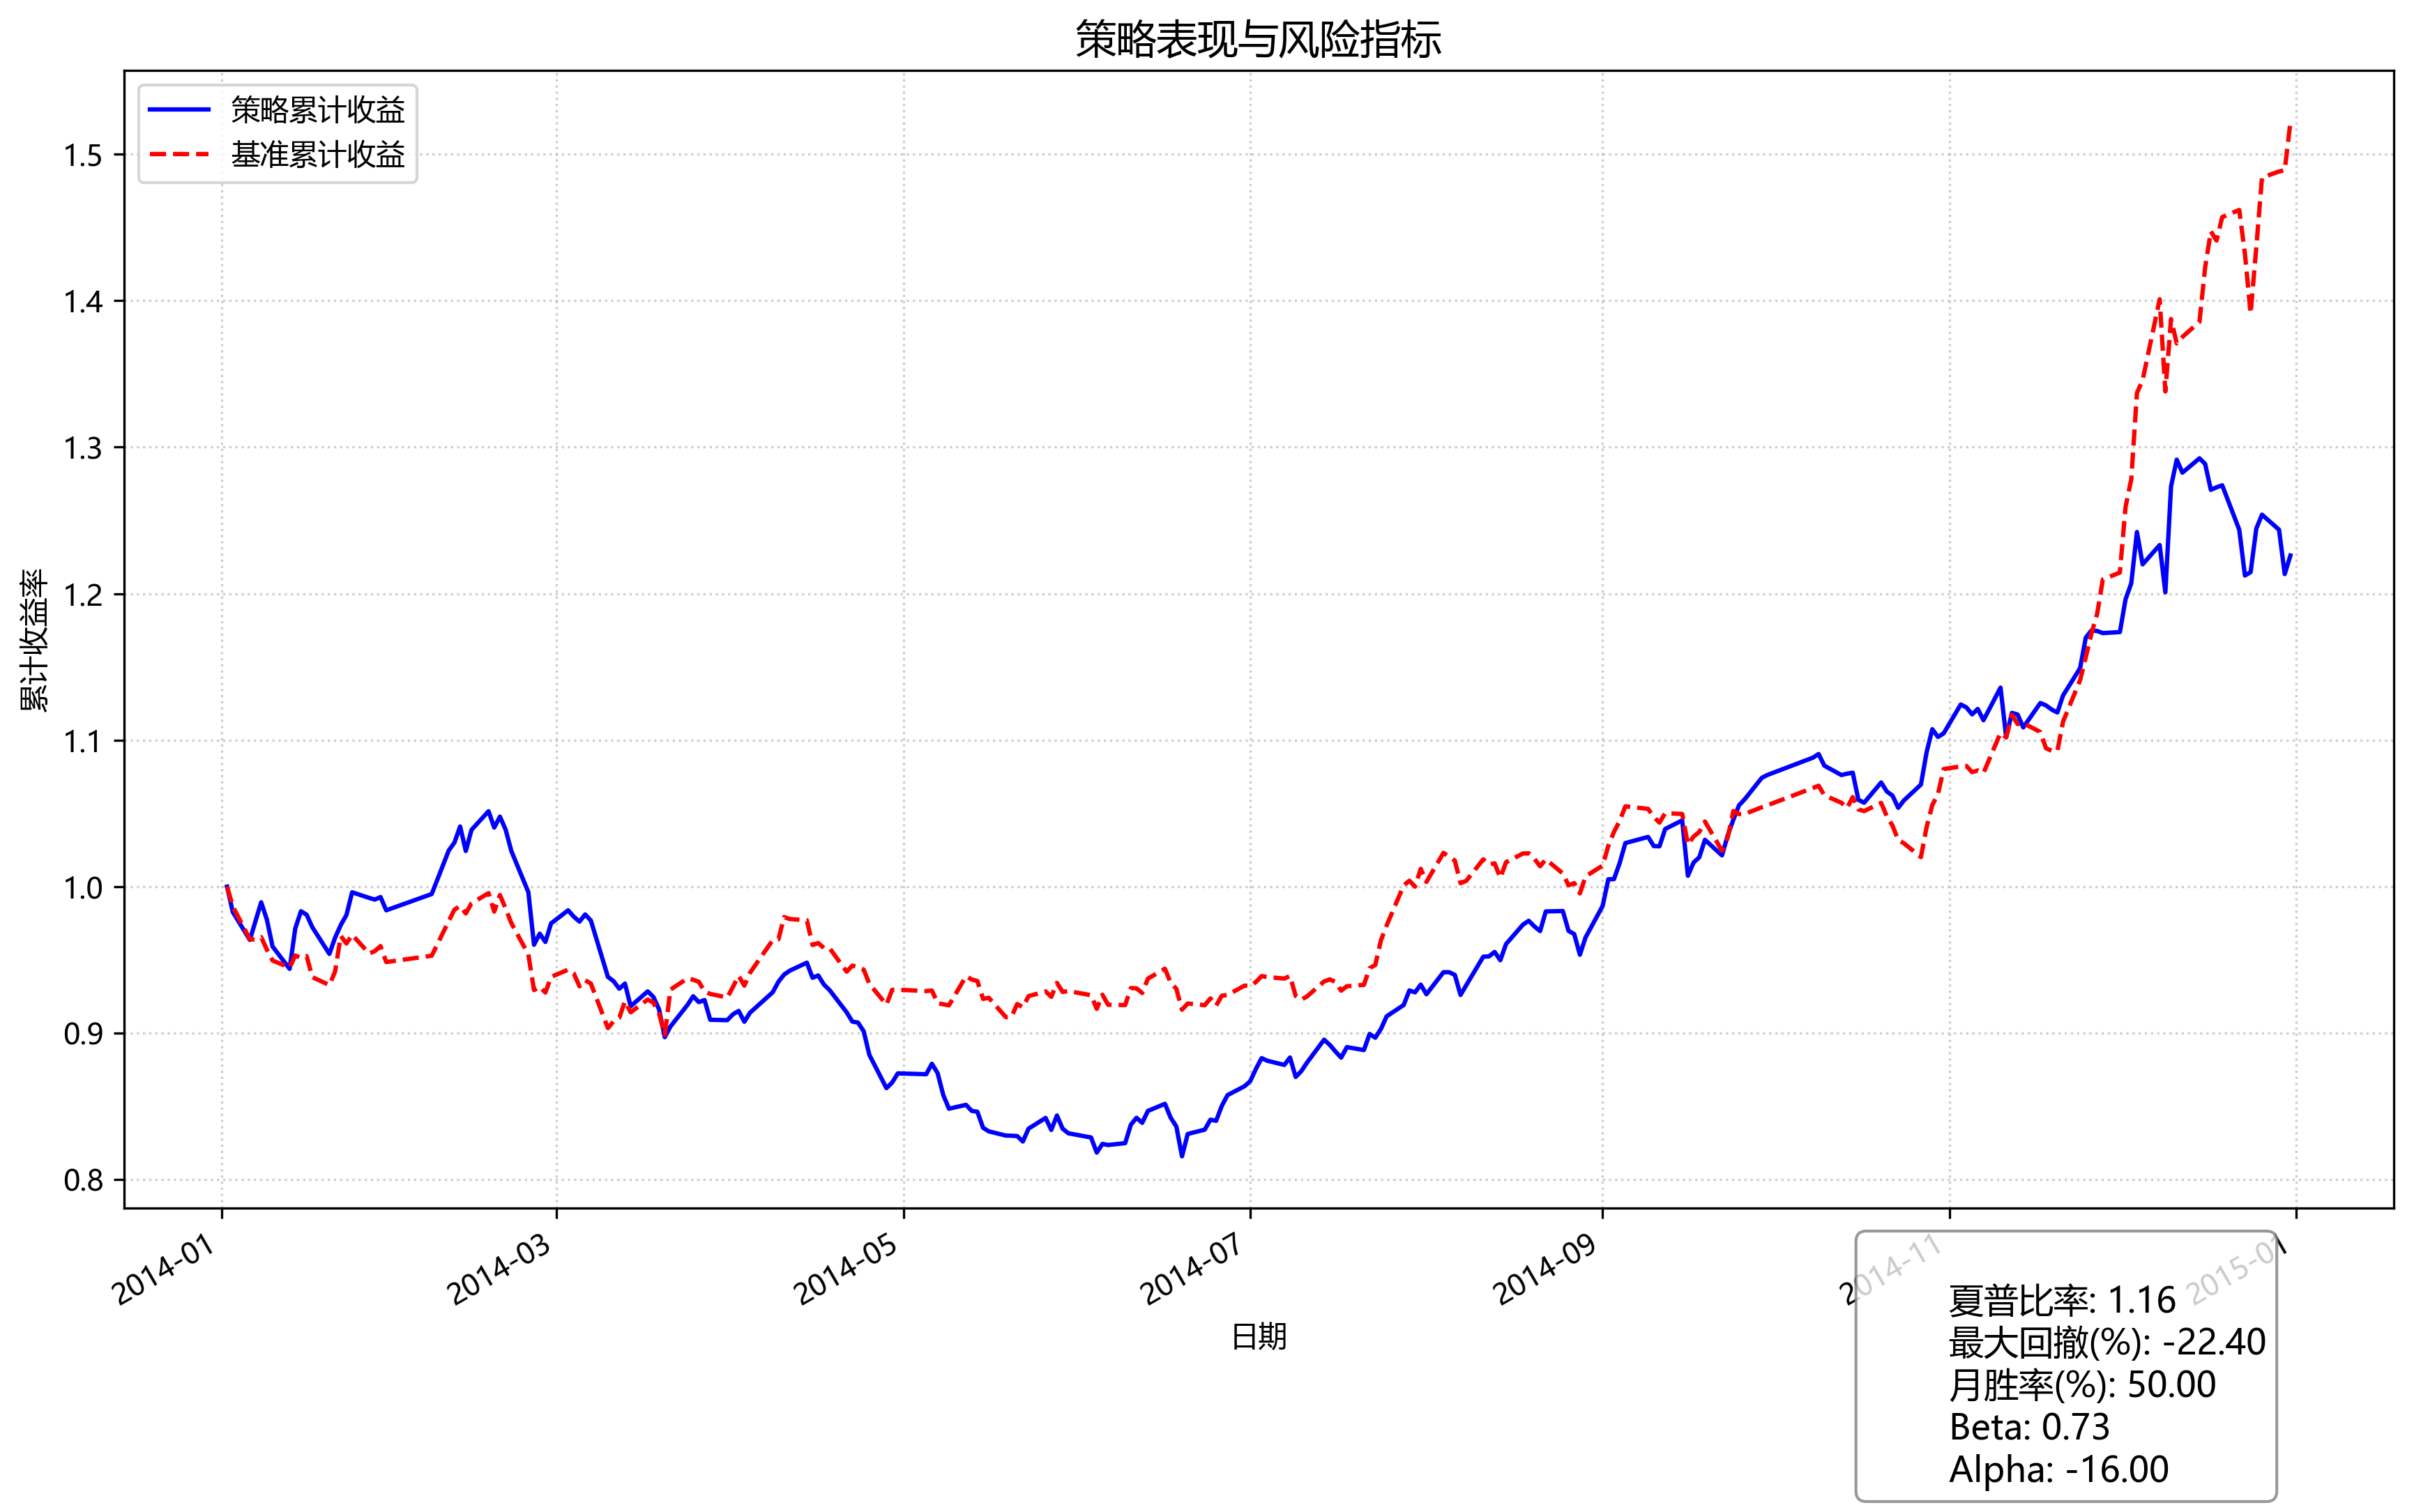 策略表现与风险指标
策略累计收益
基准累计收益
1.5
1.4
1.3
1.2
1.1
1.0
0.9
0.8
累计收益率
2014-01
2014-03
2014-05
2014-07
2014-09
2014-11
2015-01
日期
夏普比率: 1.16
最大回撤(%): -22.40
月胜率(%): 50.00
Beta: 0.73
Alpha: -16.00